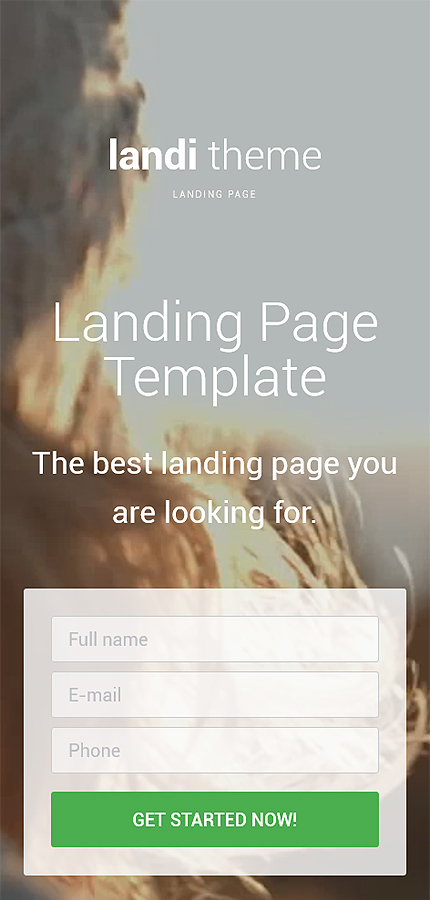 landi theme
LANDING PAGE
Landing Page
Template
The best landing page you
are looking for.
Full name
E-mail
Phone
GET STARTED NOW!